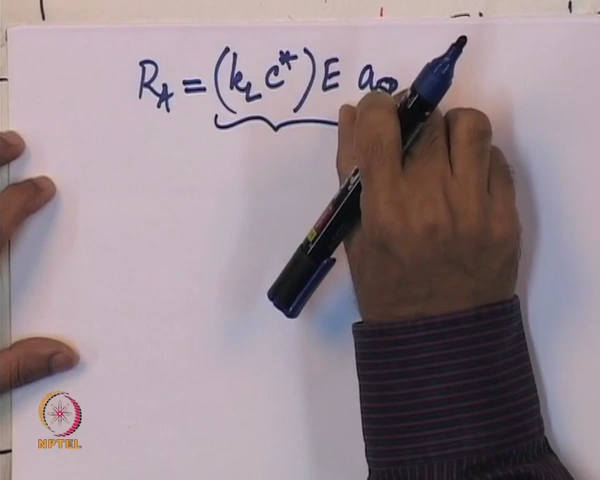 R_A = (k_L C*) E a
NPTEL